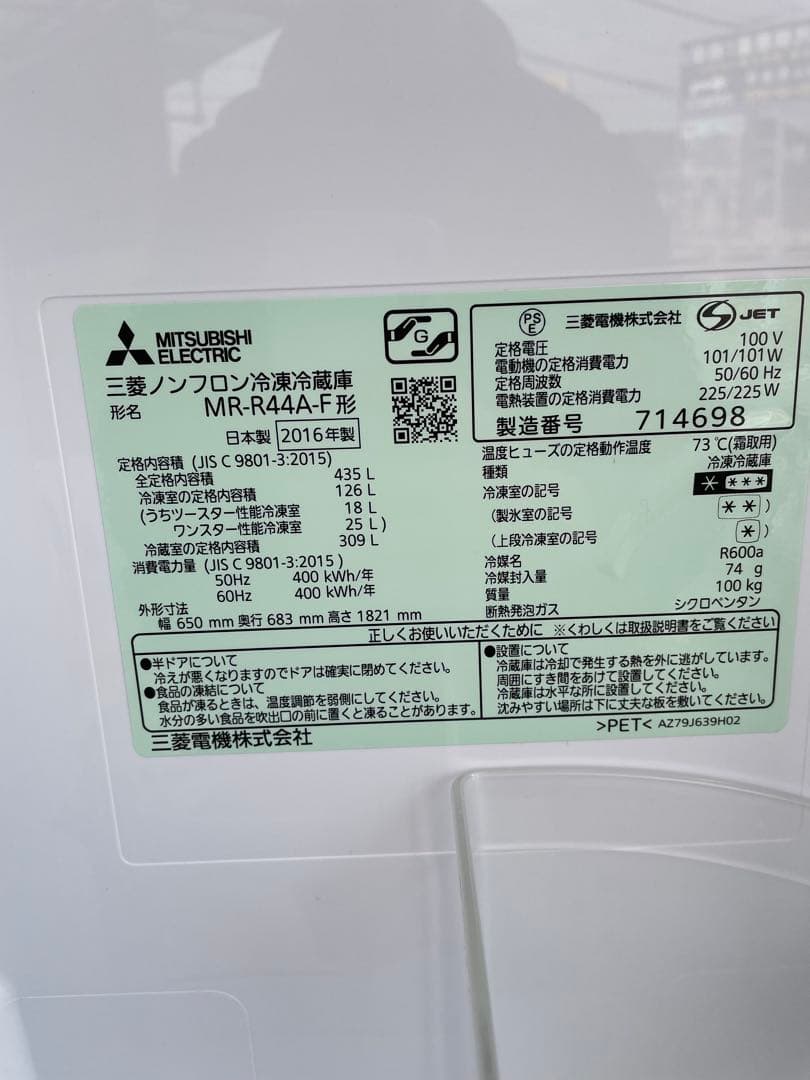 MITSUBISHI
ELECTRIC
G
三菱ノンフロン冷凍冷蔵庫
形名 MR-R44A-F形
日本製 2016年製
定格内容積 (JIS C 9801-3:2015)
全定格内容積 435 L
冷凍室の定格内容積 126 L
(うちツースター性能冷凍室 18 L
ワンスター性能冷凍室 25 L)
冷蔵室の定格内容積 309 L
消費電力量 (JIS C 9801-3:2015)
50Hz 400 kWh/年
60Hz 400 kWh/年
外形寸法
幅 650 mm 奥行 683 mm 高さ 1821 mm
PS
E
三菱電機株式会社
S JET
定格電圧 100 V
電動機の定格消費電力 101/101W
定格周波数 50/60 Hz
電熱装置の定格消費電力 225/225 W
製造番号 714698
温度ヒューズの定格動作温度 73 ℃(霜取用)
種類 冷凍冷蔵庫
冷凍室の記号 * ***
(製氷室の記号 ** )
(上段冷凍室の記号 * )
冷媒名 R600a
冷媒封入量 74 g
質量 100 kg
断熱発泡ガス シクロペンタン
正しくお使いいただくために ※くわしくは取扱説明書をご覧ください
●半ドアについて
冷えが悪くなりますのでドアは確実に閉めてください。
●食品の凍結について
食品が凍るときは、温度調節を弱側にしてください。
水分の多い食品を吹出口の前に置くと凍ることがあります。
●設置について
冷蔵庫は冷却で発生する熱を外に逃がしています。
周囲にすき間をあけて設置してください。
冷蔵庫は水平な所に設置してください。
沈みやすい場所は下に丈夫な板を敷いてください。
三菱電機株式会社
>PET< AZ79J639H02